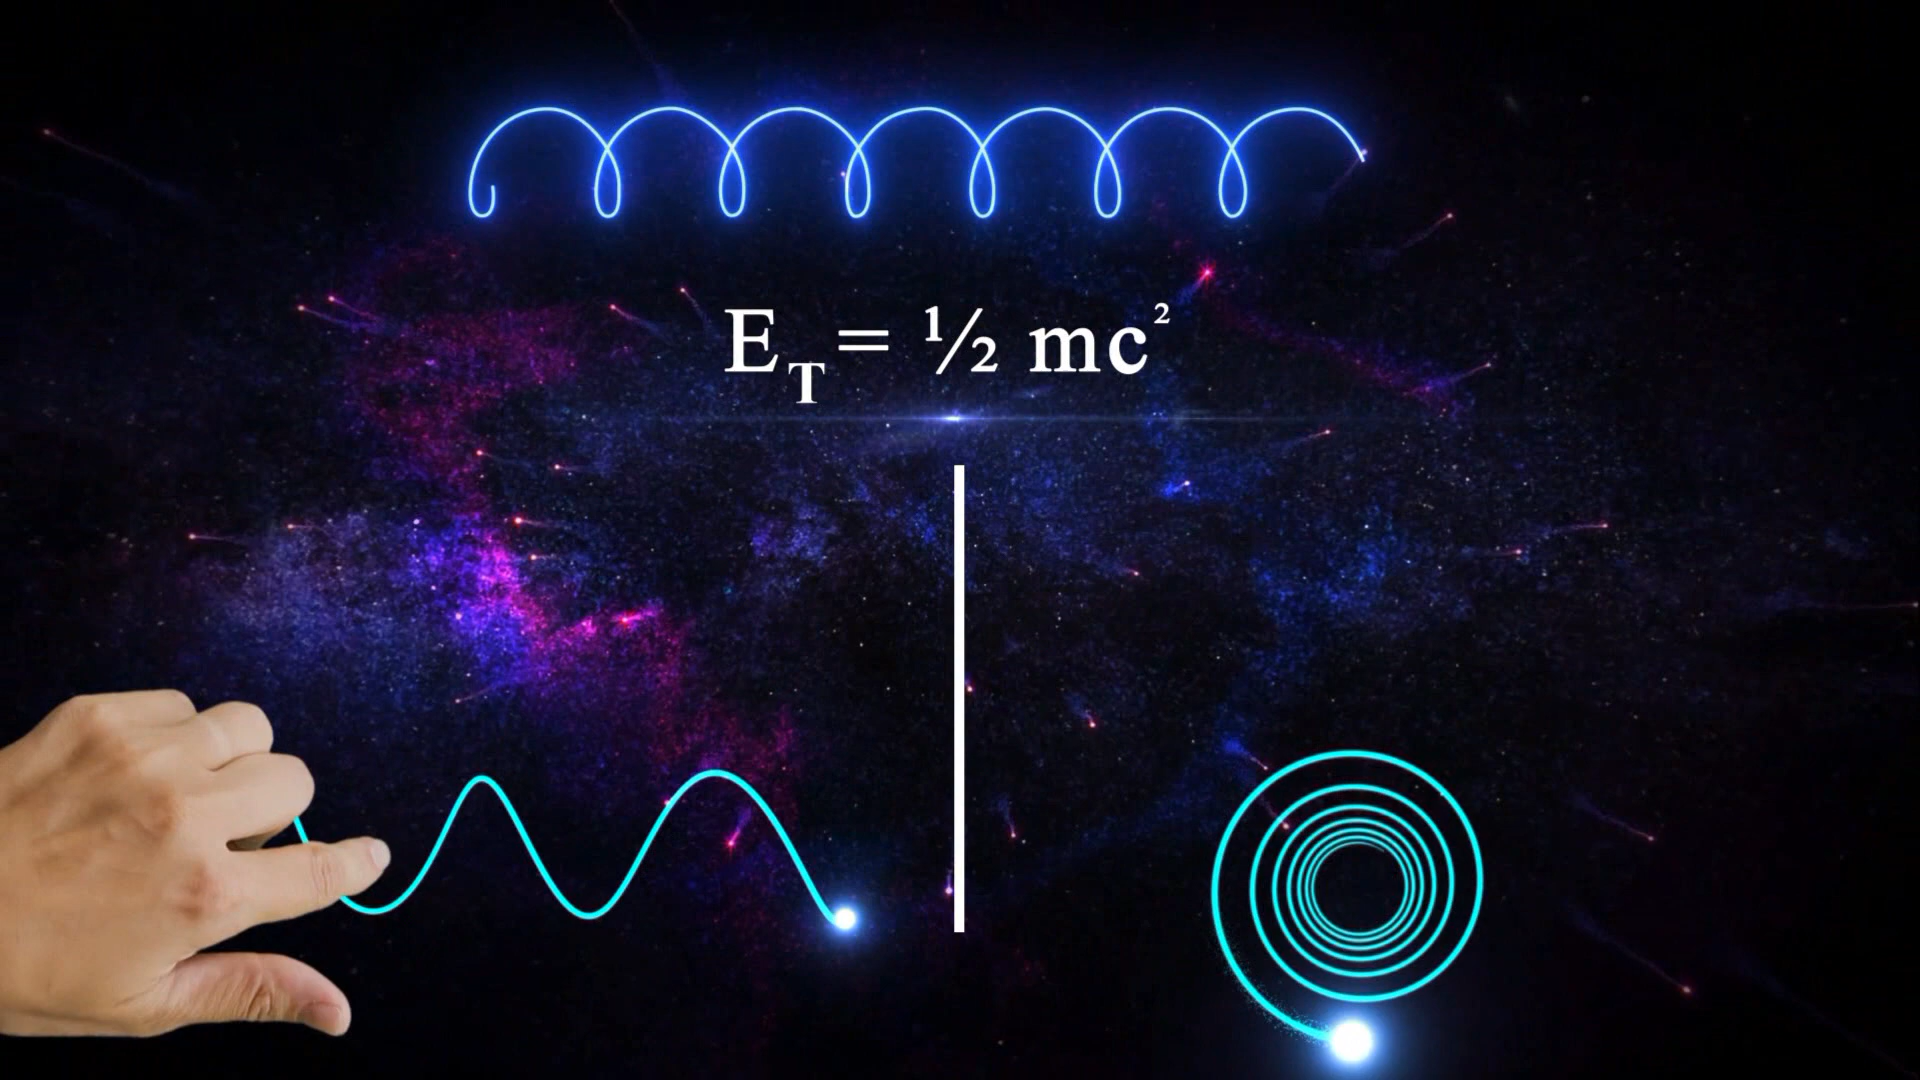 E_T = ½ mc²